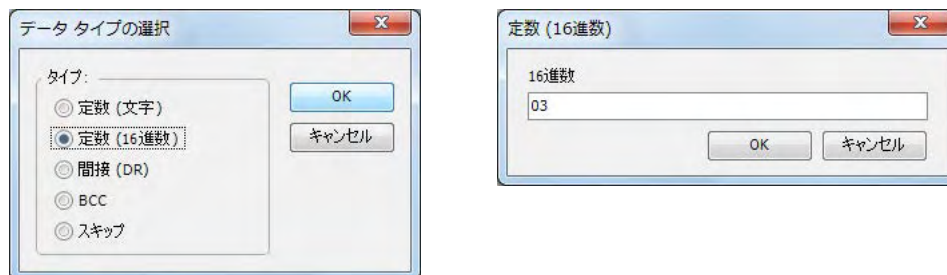 データ タイプの選択
タイプ:
定数 (文字)
定数 (16進数)
間接 (DR)
BCC
スキップ
OK
キャンセル
定数 (16進数)
16進数
03
OK
キャンセル